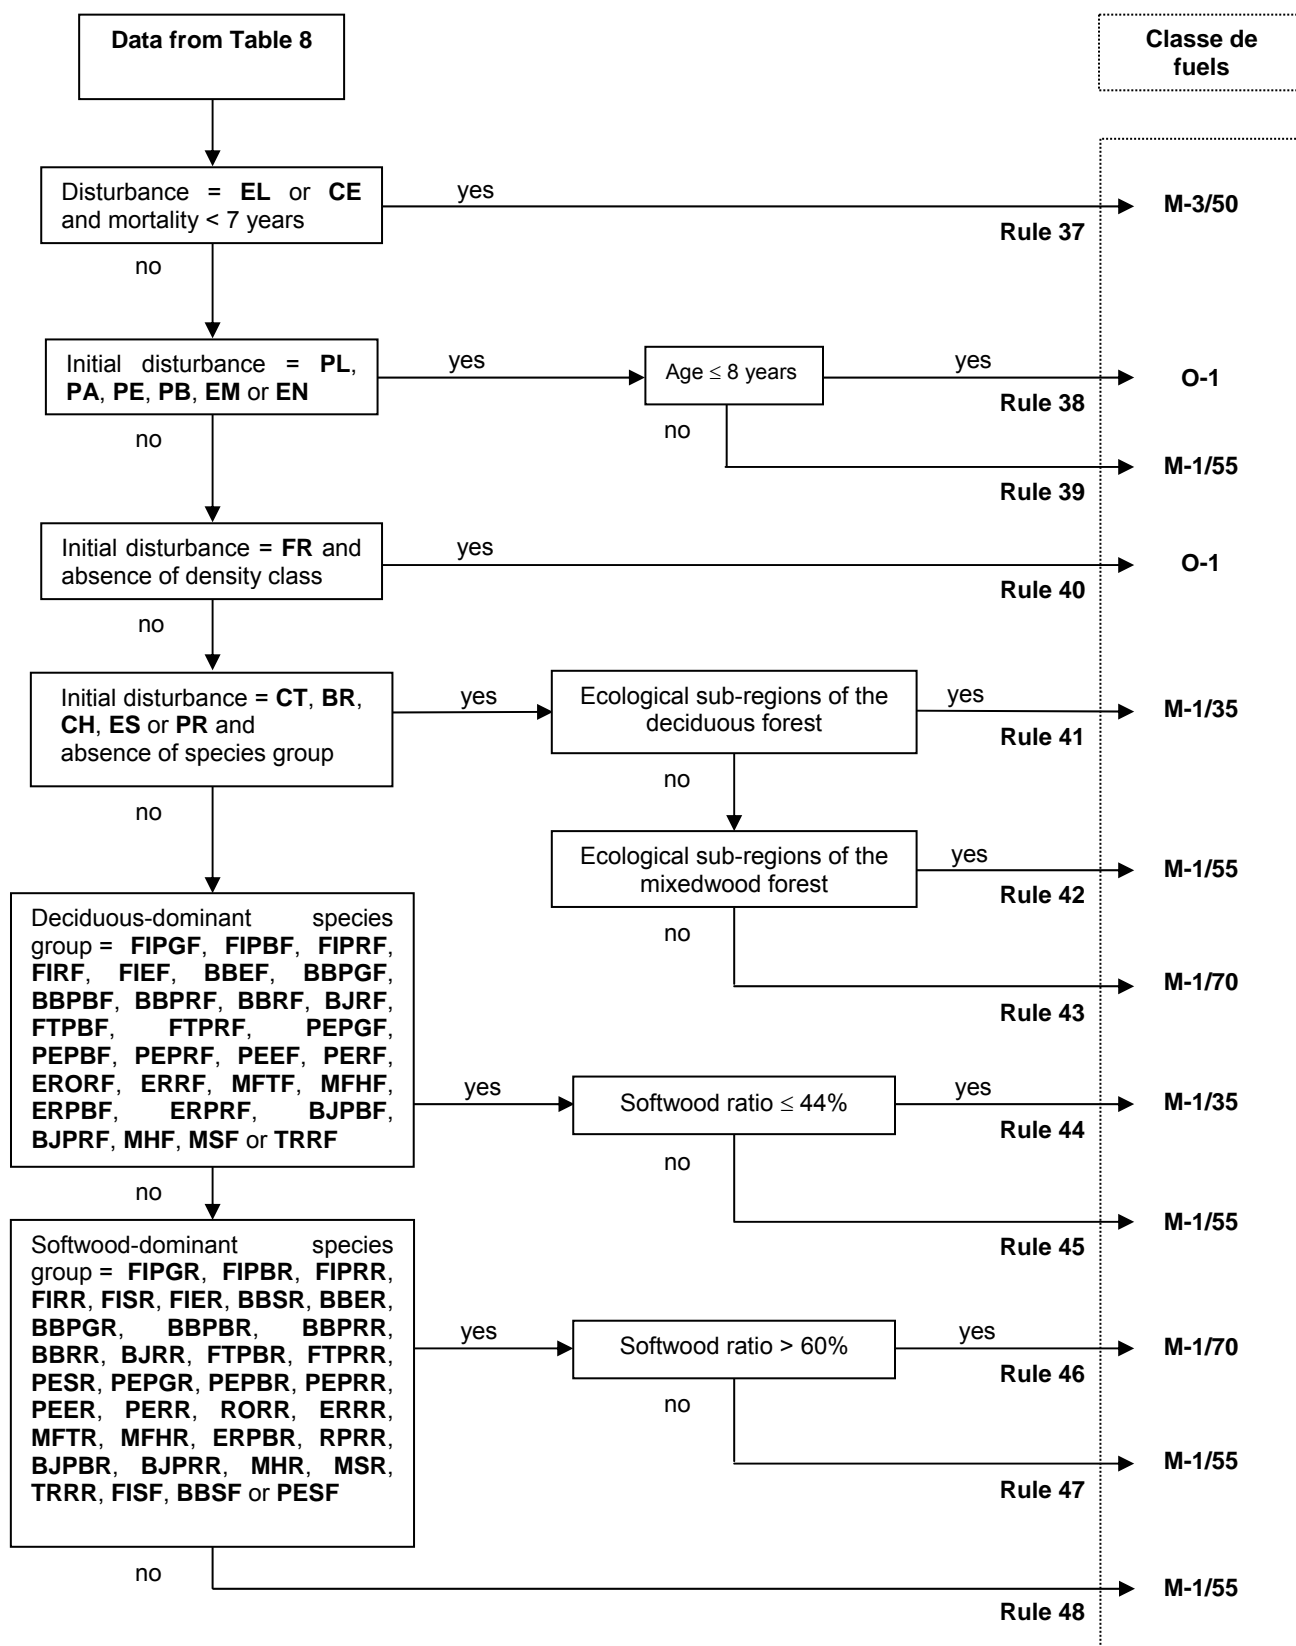 Data from Table 8
Classe de
fuels
Disturbance = EL or CE
and mortality < 7 years
yes
Rule 37
M-3/50
no
Initial disturbance = PL,
PA, PE, PB, EM or EN
yes
Age ≤ 8 years
yes
Rule 38
O-1
no
no
Rule 39
M-1/55
Initial disturbance = FR and
absence of density class
yes
Rule 40
O-1
no
Initial disturbance = CT, BR,
CH, ES or PR and
absence of species group
yes
Ecological sub-regions of the
deciduous forest
yes
Rule 41
M-1/35
no
no
Ecological sub-regions of the
mixedwood forest
yes
Rule 42
M-1/55
no
Rule 43
M-1/70
Deciduous-dominant species
group = FIPGF, FIPBF, FIPRF,
FIRF, FIEF, BBEF, BBPGF,
BBPBF, BBPRF, BBRF, BJRF,
FTPBF, FTPRF, PEPGF,
PEPBF, PEPRF, PEEF, PERF,
ERORF, ERRF, MFTF, MFHF,
ERPBF, ERPRF, BJPBF,
BJPRF, MHF, MSF or TRRF
yes
Softwood ratio ≤ 44%
yes
Rule 44
M-1/35
no
no
Rule 45
M-1/55
Softwood-dominant species
group = FIPGR, FIPBR, FIPRR,
FIRR, FISR, FIER, BBSR, BBER,
BBPGR, BBPBR, BBPRR,
BBRR, BJRR, FTPBR, FTPRR,
PESR, PEPGR, PEPBR, PEPRR,
PEER, PERR, RORR, ERRR,
MFTR, MFHR, ERPBR, RPRR,
BJPBR, BJPRR, MHR, MSR,
TRRR, FISF, BBSF or PESF
yes
Softwood ratio > 60%
yes
Rule 46
M-1/70
no
Rule 47
M-1/55
no
Rule 48
M-1/55